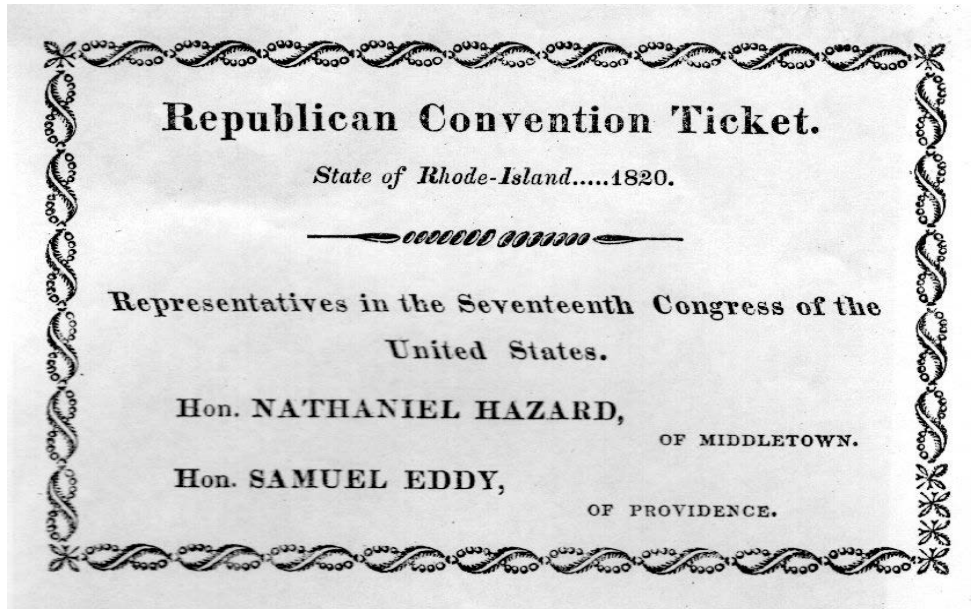 Republican Convention Ticket.
State of Rhode-Island.....1820.
Representatives in the Seventeenth Congress of the
United States.
Hon. NATHANIEL HAZARD,
OF MIDDLETOWN.
Hon. SAMUEL EDDY,
OF PROVIDENCE.